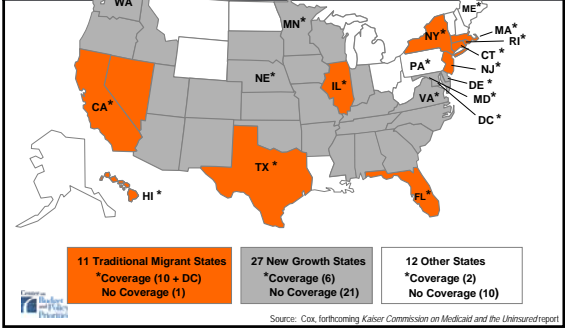 WA
ME *
MN*
MA *
NY*
RI *
CT *
PA *
NJ *
NE*
IL *
DE *
CA*
MD *
VA *
DC *
TX *
HI *
FL*
11 Traditional Migrant States
*Coverage (10 + DC)
No Coverage (1)
27 New Growth States
*Coverage (6)
No Coverage (21)
12 Other States
*Coverage (2)
No Coverage (10)
Center on
Budget
and Policy
Priorities
Source: Cox, forthcoming Kaiser Commission on Medicaid and the Uninsured report